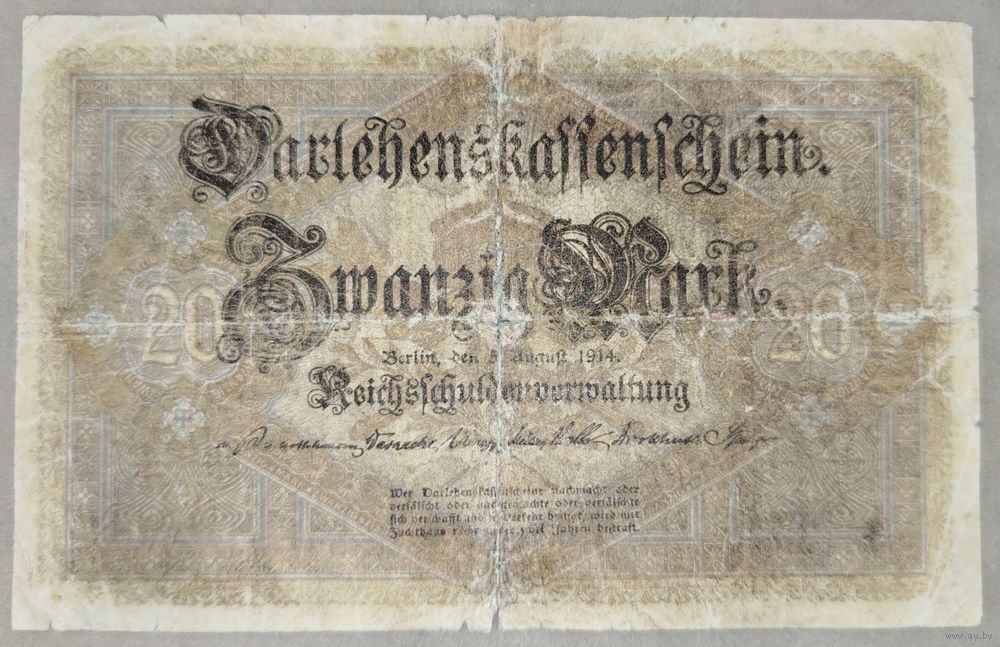 Darlehenskassenschein.
Zwanzig Mark.
20
20
Berlin, den 5. August 1914.
Reichsschuldenverwaltung
Wer Darlehenskassenscheine nachmacht oder
verfälscht oder nachgemachte oder verfälschte
sich verschafft und in Verkehr bringt, wird mit
Zuchthaus nicht unter zwei Jahren bestraft.
www.ay.by